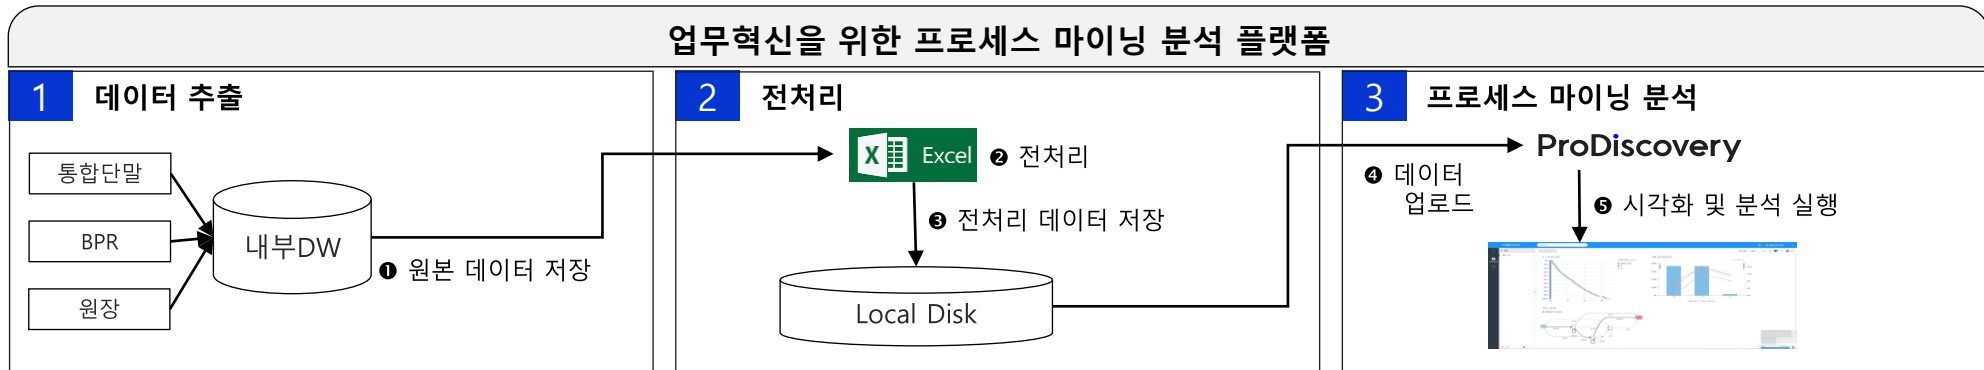 업무혁신을 위한 프로세스 마이닝 분석 플랫폼
1 데이터 추출
통합단말
BPR
원장
내부DW
❶ 원본 데이터 저장
2 전처리
Excel
❷ 전처리
❸ 전처리 데이터 저장
Local Disk
3 프로세스 마이닝 분석
ProDiscovery
❹ 데이터
업로드
❺ 시각화 및 분석 실행